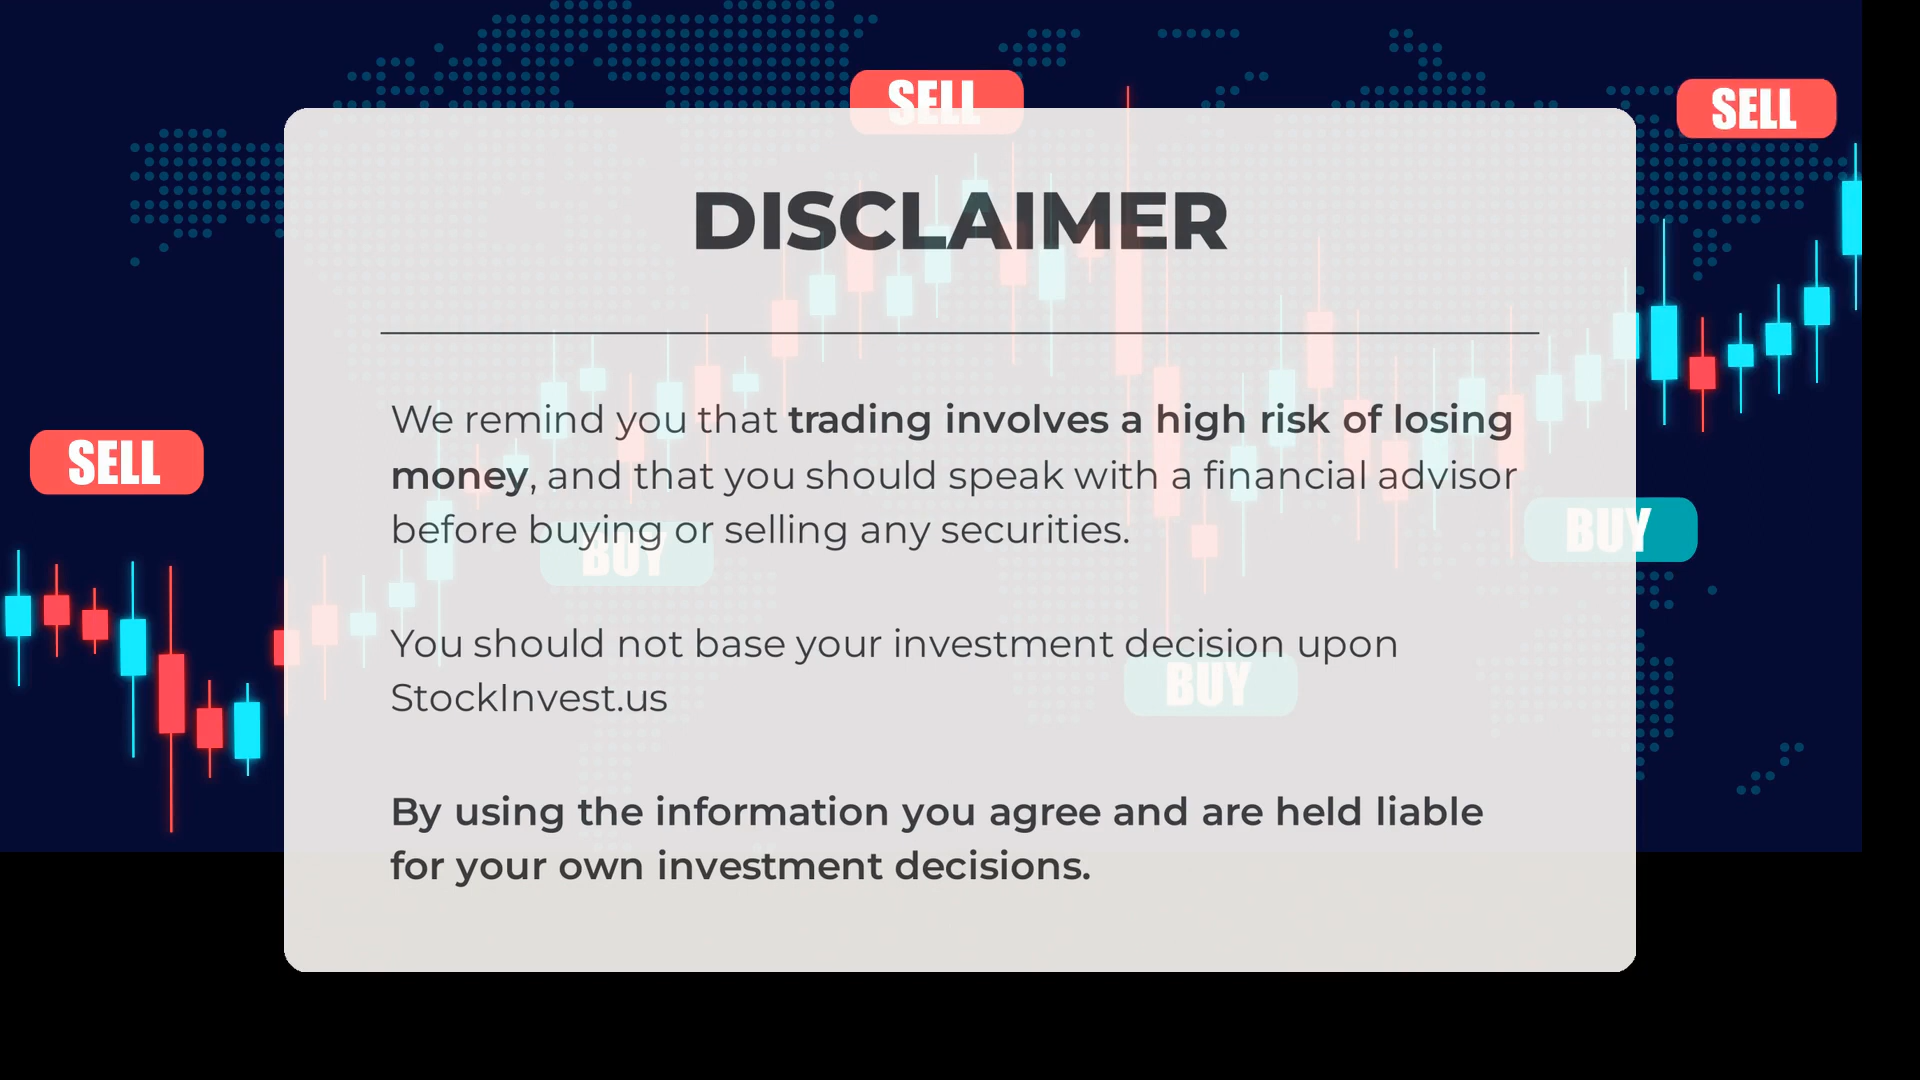 SELL
SELL
DISCLAIMER
We remind you that trading involves a high risk of losing
money, and that you should speak with a financial advisor
before buying or selling any securities.
SELL
BUY
BUY
You should not base your investment decision upon
StockInvest.us
BUY
By using the information you agree and are held liable
for your own investment decisions.